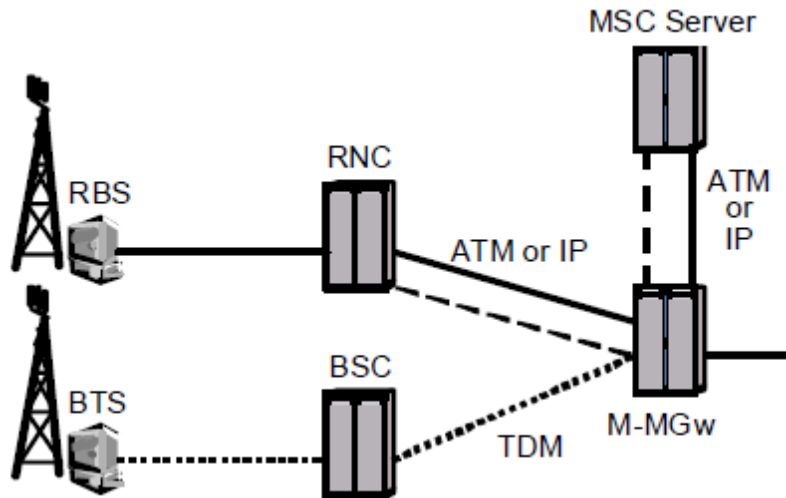 MSC Server
RNC
ATM
or
IP
RBS
ATM or IP
BSC
BTS
M-MGw
TDM